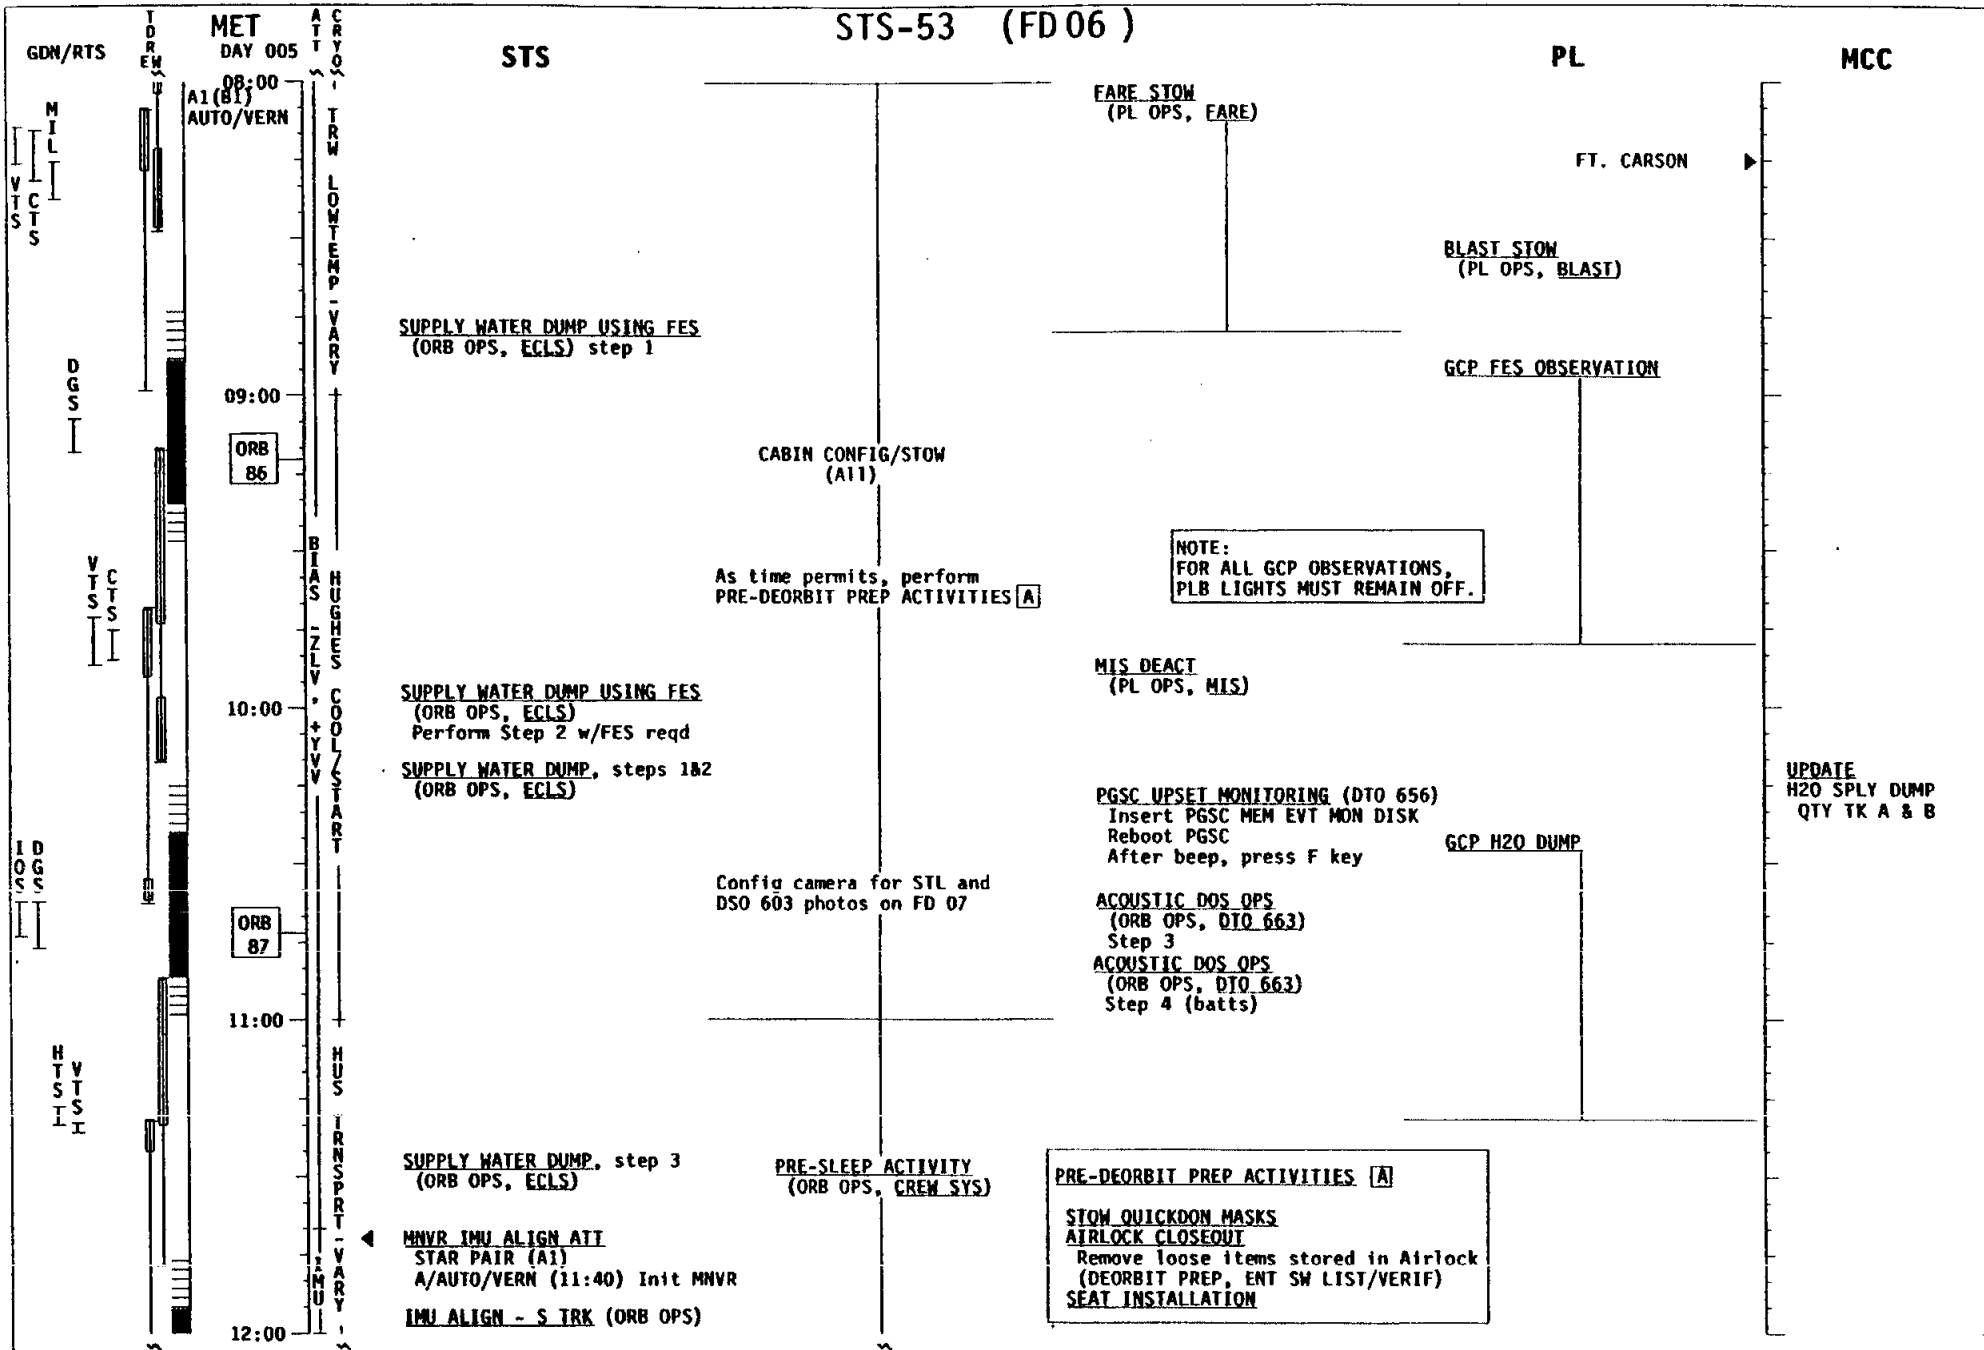 STS-53 (FD 06 )
GDN/RTS
TDRE W
MET
DAY 005
ATT
CRYO
STS
PL
MCC
08:00
A1(B1)
AUTO/VERN
MIL
VTS
CTS
TRW LOWTEMP-VARY
FARE STOW
(PL OPS, FARE)
FT. CARSON
BLAST STOW
(PL OPS, BLAST)
SUPPLY WATER DUMP USING FES
(ORB OPS, ECLS) step 1
DGS
GCP FES OBSERVATION
09:00
ORB
86
CABIN CONFIG/STOW
(All)
BIAS -ZLV, +YVV
HUGHES COOL/START
NOTE:
FOR ALL GCP OBSERVATIONS,
PLB LIGHTS MUST REMAIN OFF.
VTS
CTS
As time permits, perform
PRE-DEORBIT PREP ACTIVITIES A
MIS DEACT
(PL OPS, MIS)
SUPPLY WATER DUMP USING FES
(ORB OPS, ECLS)
Perform Step 2 w/FES reqd
10:00
SUPPLY WATER DUMP, steps 1&2
(ORB OPS, ECLS)
UPDATE
H2O SPLY DUMP
QTY TK A & B
PGSC UPSET MONITORING (DTO 656)
Insert PGSC MEM EVT MON DISK
Reboot PGSC
After beep, press F key
GCP H2O DUMP
IOS
DGS
Config camera for STL and
DSO 603 photos on FD 07
ORB
87
ACOUSTIC DOS OPS
(ORB OPS, DTO 663)
Step 3
ACOUSTIC DOS OPS
(ORB OPS, DTO 663)
Step 4 (batts)
11:00
HTS
VTS
HUS TRNSPRT-VARY
SUPPLY WATER DUMP, step 3
(ORB OPS, ECLS)
PRE-SLEEP ACTIVITY
(ORB OPS, CREW SYS)
PRE-DEORBIT PREP ACTIVITIES A
STOW QUICKDON MASKS
AIRLOCK CLOSEOUT
Remove loose items stored in Airlock
(DEORBIT PREP, ENT SW LIST/VERIF)
SEAT INSTALLATION
MNVR IMU ALIGN ATT
STAR PAIR (A1)
A/AUTO/VERN (11:40) Init MNVR
IMU
IMU ALIGN - S TRK (ORB OPS)
12:00